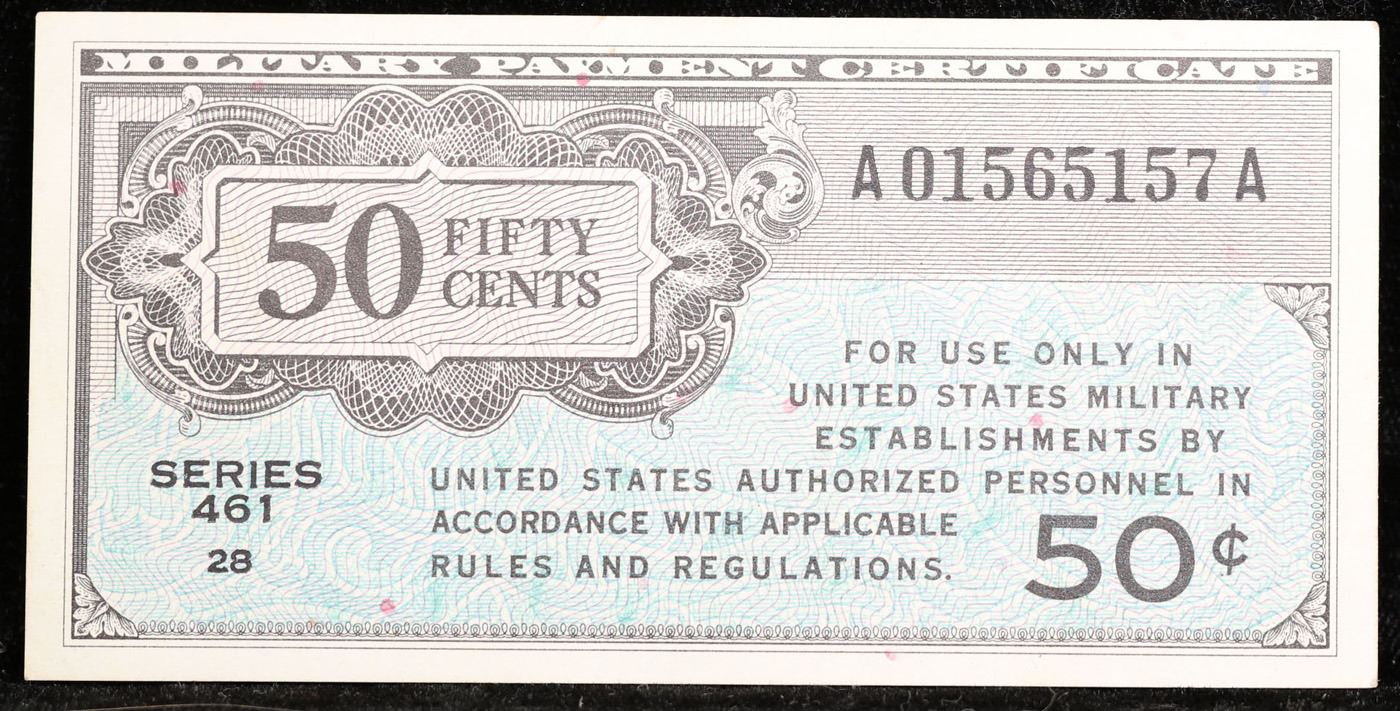 MILITARY PAYMENT CERTIFICATE
A01565157A
50 FIFTY
CENTS
FOR USE ONLY IN
UNITED STATES MILITARY
ESTABLISHMENTS BY
UNITED STATES AUTHORIZED PERSONNEL IN
ACCORDANCE WITH APPLICABLE
RULES AND REGULATIONS.
SERIES
461
28
50¢